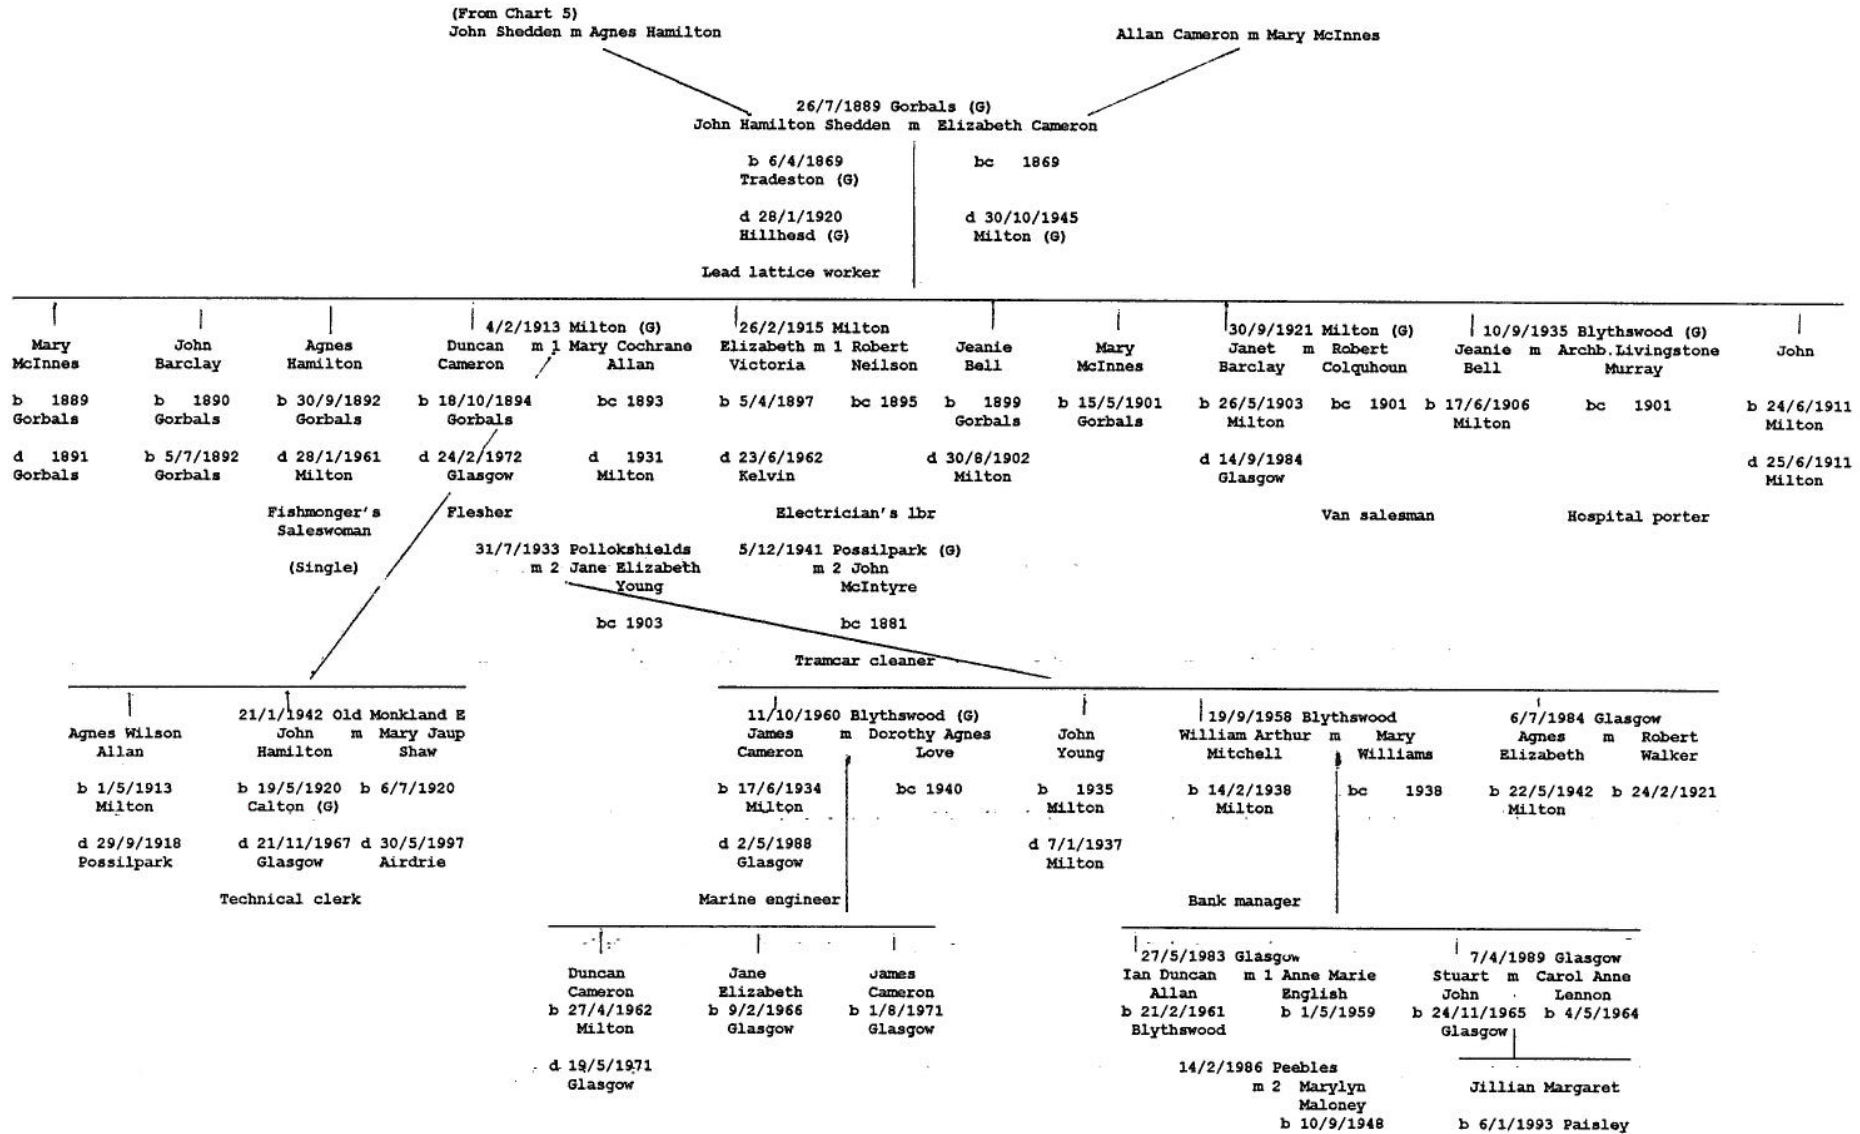 (From Chart 5)
John Shedden m Agnes Hamilton
Allan Cameron m Mary McInnes
26/7/1889 Gorbals (G)
John Hamilton Shedden m Elizabeth Cameron
b 6/4/1869 bc 1869
Tradeston (G)
d 28/1/1920 d 30/10/1945
Hillhesd (G) Milton (G)
Lead lattice worker
4/2/1913 Milton (G) 26/2/1915 Milton 30/9/1921 Milton (G) 10/9/1935 Blythswood (G)
Mary John Agnes Duncan m 1 Mary Cochrane Elizabeth m 1 Robert Jeanie Mary Janet m Robert Jeanie m Archb.Livingstone John
McInnes Barclay Hamilton Cameron Allan Victoria Neilson Bell McInnes Barclay Colquhoun Bell Murray
b 1889 b 1890 b 30/9/1892 b 18/10/1894 bc 1893 b 5/4/1897 bc 1895 b 1899 b 15/5/1901 b 26/5/1903 bc 1901 b 17/6/1906 bc 1901 b 24/6/1911
Gorbals Gorbals Gorbals Gorbals Gorbals Gorbals Milton Milton Milton
d 1891 b 5/7/1892 d 28/1/1961 d 24/2/1972 d 1931 d 23/6/1962 d 30/8/1902 d 14/9/1984 d 25/6/1911
Gorbals Gorbals Milton Glasgow Milton Kelvin Milton Glasgow Milton
Fishmonger's Flesher Electrician's lbr Van salesman Hospital porter
Saleswoman
31/7/1933 Pollokshields 5/12/1941 Possilpark (G)
(Single) m 2 Jane Elizabeth m 2 John
Young McIntyre
bc 1903 bc 1881
Tramcar cleaner
21/1/1942 Old Monkland E 11/10/1960 Blythswood (G) 19/9/1958 Blythswood 6/7/1984 Glasgow
Agnes Wilson John m Mary Jaup James m Dorothy Agnes John William Arthur m Mary Agnes m Robert
Allan Hamilton Shaw Cameron Love Young Mitchell Williams Elizabeth Walker
b 1/5/1913 b 19/5/1920 b 6/7/1920 b 17/6/1934 bc 1940 b 1935 b 14/2/1938 bc 1938 b 22/5/1942 b 24/2/1921
Milton Calton (G) Milton Milton Milton Milton
d 29/9/1918 d 21/11/1967 d 30/5/1997 d 2/5/1988 d 7/1/1937
Possilpark Glasgow Airdrie Glasgow Milton
Technical clerk Marine engineer Bank manager
27/5/1983 Glasgow 7/4/1989 Glasgow
Duncan Jane James Ian Duncan m 1 Anne Marie Stuart m Carol Anne
Cameron Elizabeth Cameron Allan English John Lennon
b 27/4/1962 b 9/2/1966 b 1/8/1971 b 21/2/1961 b 1/5/1959 b 24/11/1965 b 4/5/1964
Milton Glasgow Glasgow Blythswood Glasgow
d 19/5/1971 14/2/1986 Peebles
Glasgow m 2 Marylyn Jillian Margaret
Maloney
b 10/9/1948 b 6/1/1993 Paisley